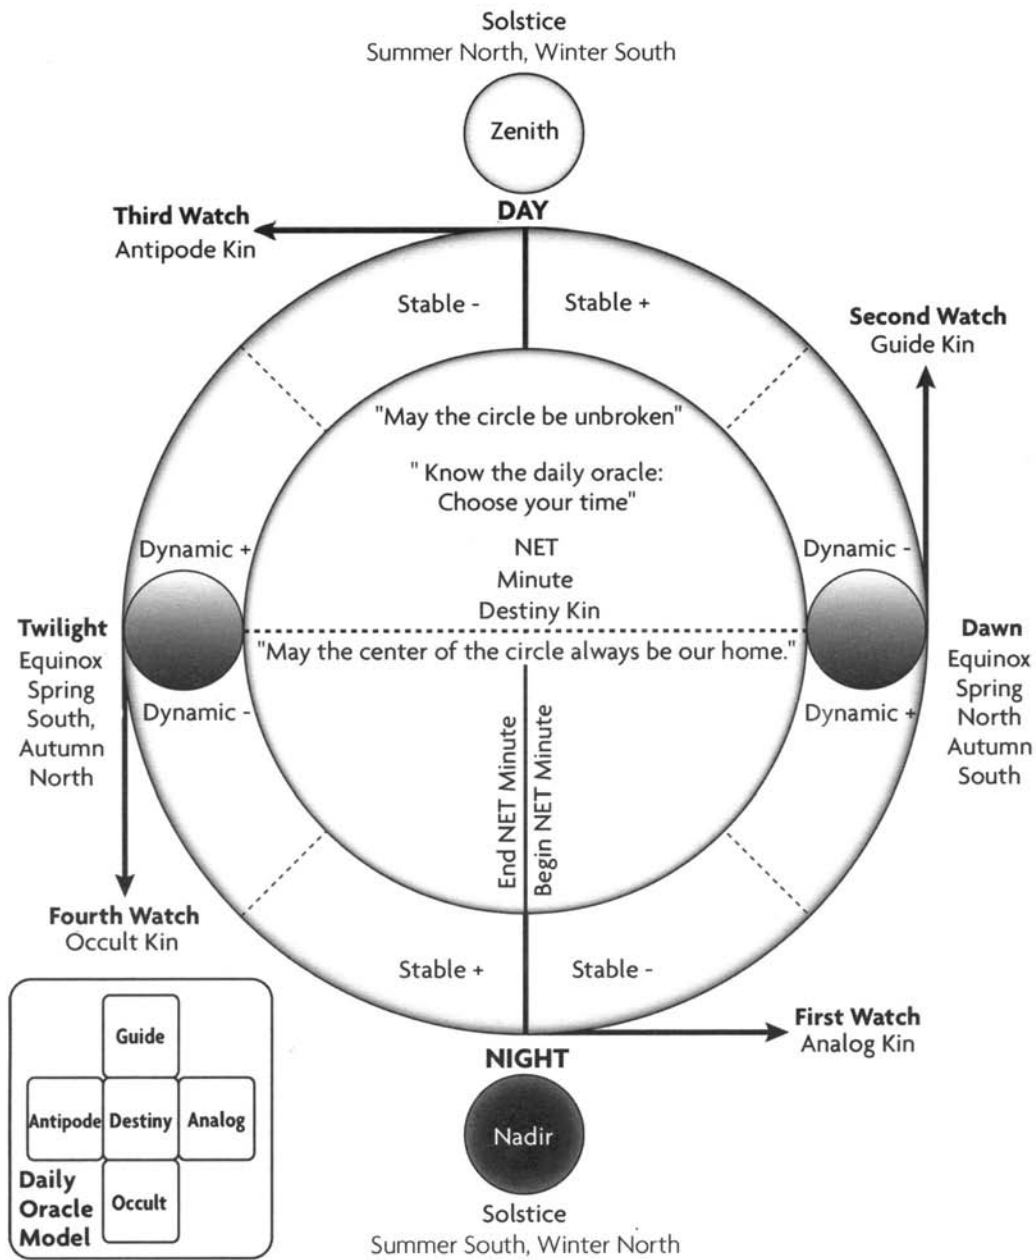 Solstice
Summer North, Winter South
Zenith
DAY
Third Watch
Antipode Kin
Stable -
Stable +
Second Watch
Guide Kin
"May the circle be unbroken"
" Know the daily oracle:
Choose your time"
NET
Minute
Destiny Kin
Dynamic +
Dynamic -
Twilight
Equinox
Spring
South,
Autumn
North
"May the center of the circle always be our home."
Dawn
Equinox
Spring
North
Autumn
South
Dynamic -
Dynamic +
End NET Minute
Begin NET Minute
Fourth Watch
Occult Kin
Stable +
Stable -
First Watch
Analog Kin
NIGHT
Nadir
Solstice
Summer South, Winter North
Guide
Antipode
Destiny
Analog
Occult
Daily
Oracle
Model